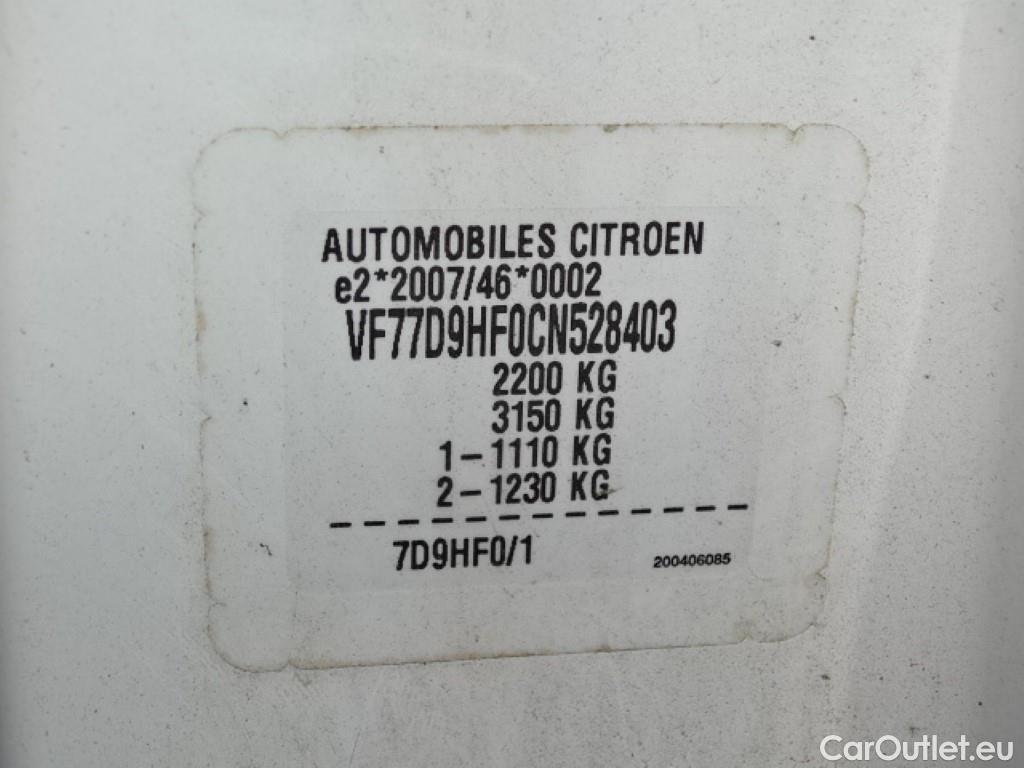 AUTOMOBILES CITROEN
e2*2007/46*0002
VF77D9HF0CN528403
2200 KG
3150 KG
1-1110 KG
2-1230 KG
- - - - - - - - - - - - - -
7D9HF0/1 200406085
CarOutlet.eu